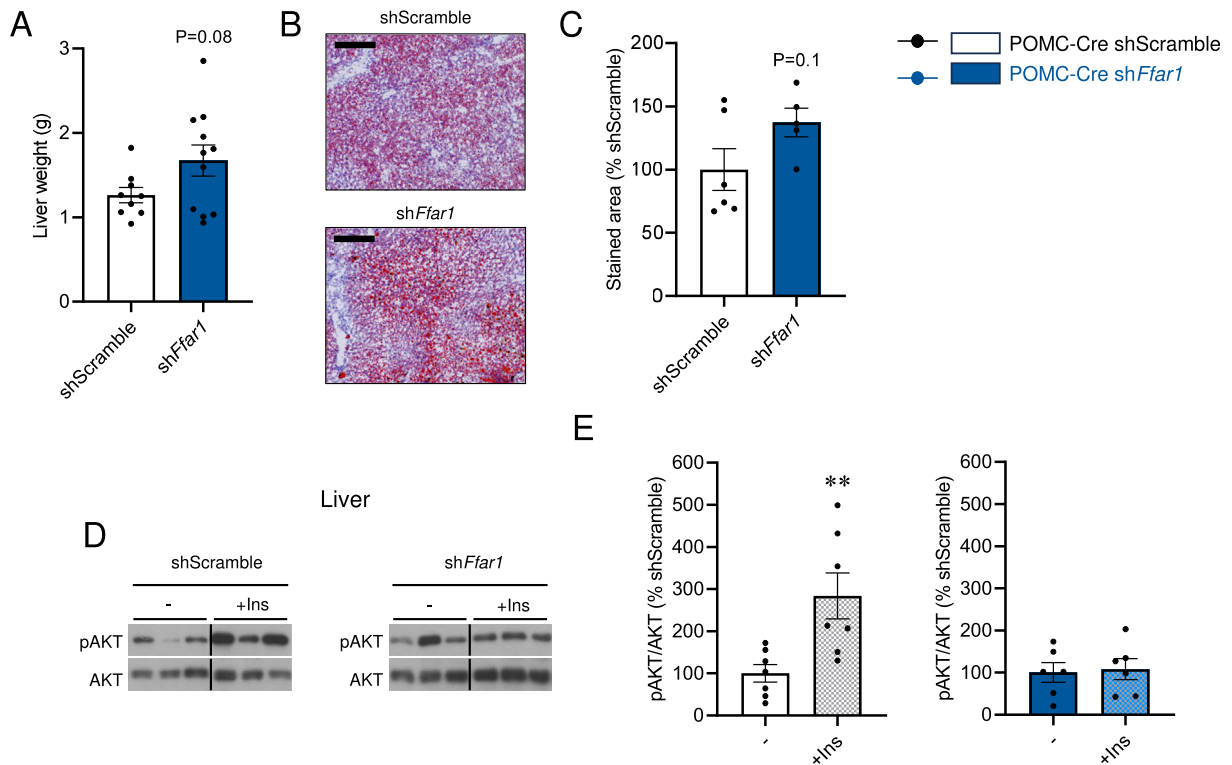 A
P=0.08
Liver weight (g)
3
2
1
0
shScramble
shFfar1
B
shScramble
shFfar1
C
P=0.1
Stained area (% shScramble)
200
150
100
50
0
shScramble
shFfar1
POMC-Cre shScramble
POMC-Cre shFfar1
Liver
D
shScramble
- +Ins
pAKT
AKT
shFfar1
- +Ins
pAKT
AKT
E
pAKT/AKT (% shScramble)
600
500
400
300
200
100
0
**
-
+Ins
pAKT/AKT (% shScramble)
600
500
400
300
200
100
0
-
+Ins